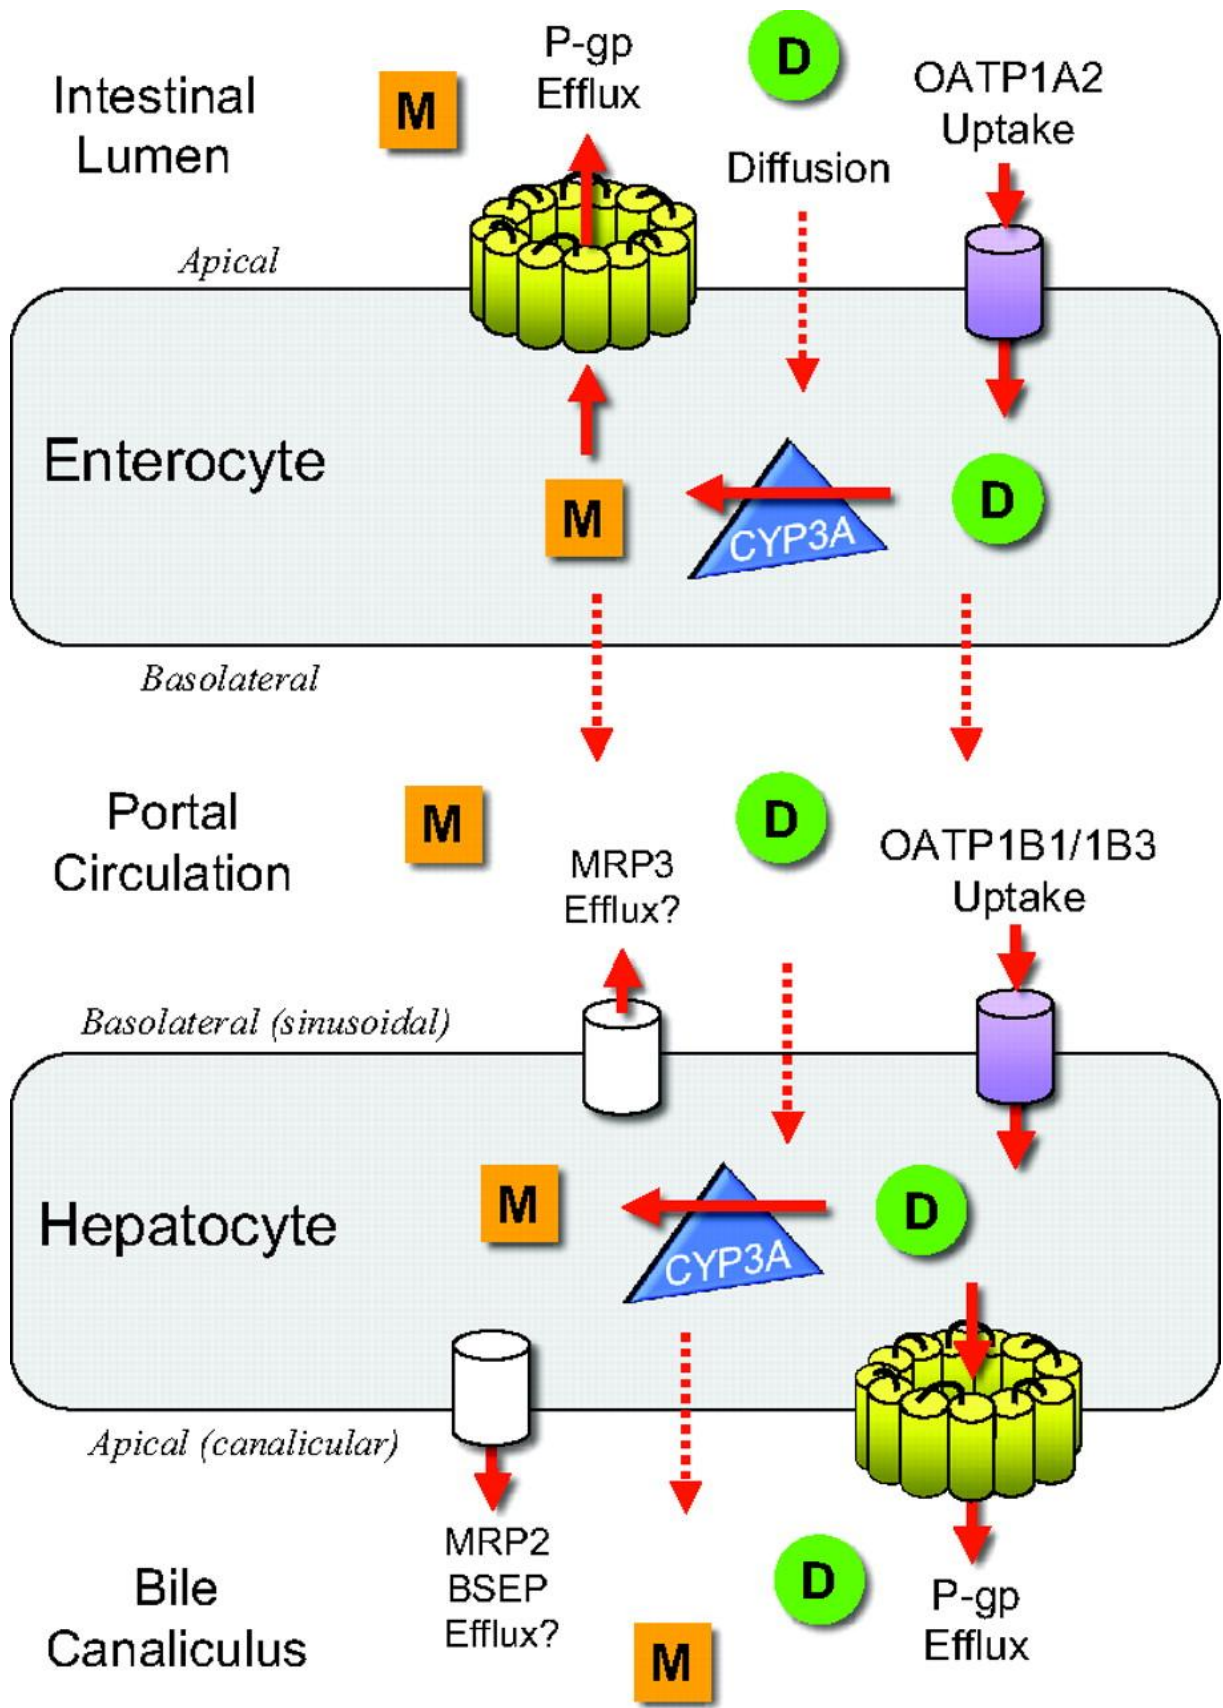 Intestinal
Lumen
M
P-gp
Efflux
D
OATP1A2
Uptake
Diffusion
Apical
Enterocyte
M
CYP3A
D
Basolateral
Portal
Circulation
M
D
MRP3
Efflux?
OATP1B1/1B3
Uptake
Basolateral (sinusoidal)
Hepatocyte
M
CYP3A
D
Apical (canalicular)
MRP2
BSEP
Efflux?
Bile
Canaliculus
M
D
P-gp
Efflux